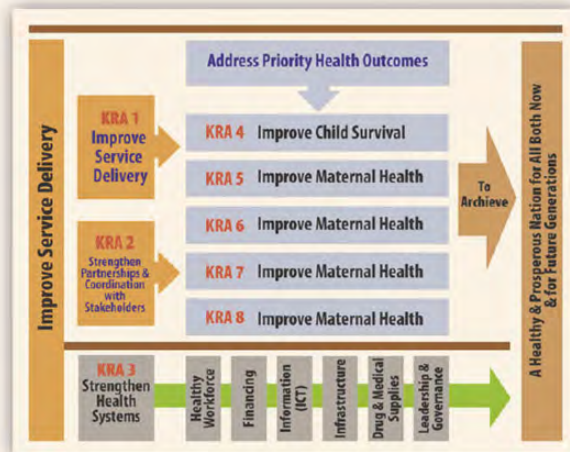 Improve Service Delivery
KRA 1
Improve
Service
Delivery
KRA 2
Strengthen
Partnerships &
Coordination
with
Stakeholders
Address Priority Health Outcomes
KRA 4 Improve Child Survival
KRA 5 Improve Maternal Health
KRA 6 Improve Maternal Health
KRA 7 Improve Maternal Health
KRA 8 Improve Maternal Health
To
Achieve
A Healthy & Prosperous Nation for All Both Now
& for Future Generations
KRA 3
Strengthen
Health
Systems
Healthy
Workforce
Financing
Information
(ICT)
Infrastructure
Drug & Medical
Supplies
Leadership &
Governance